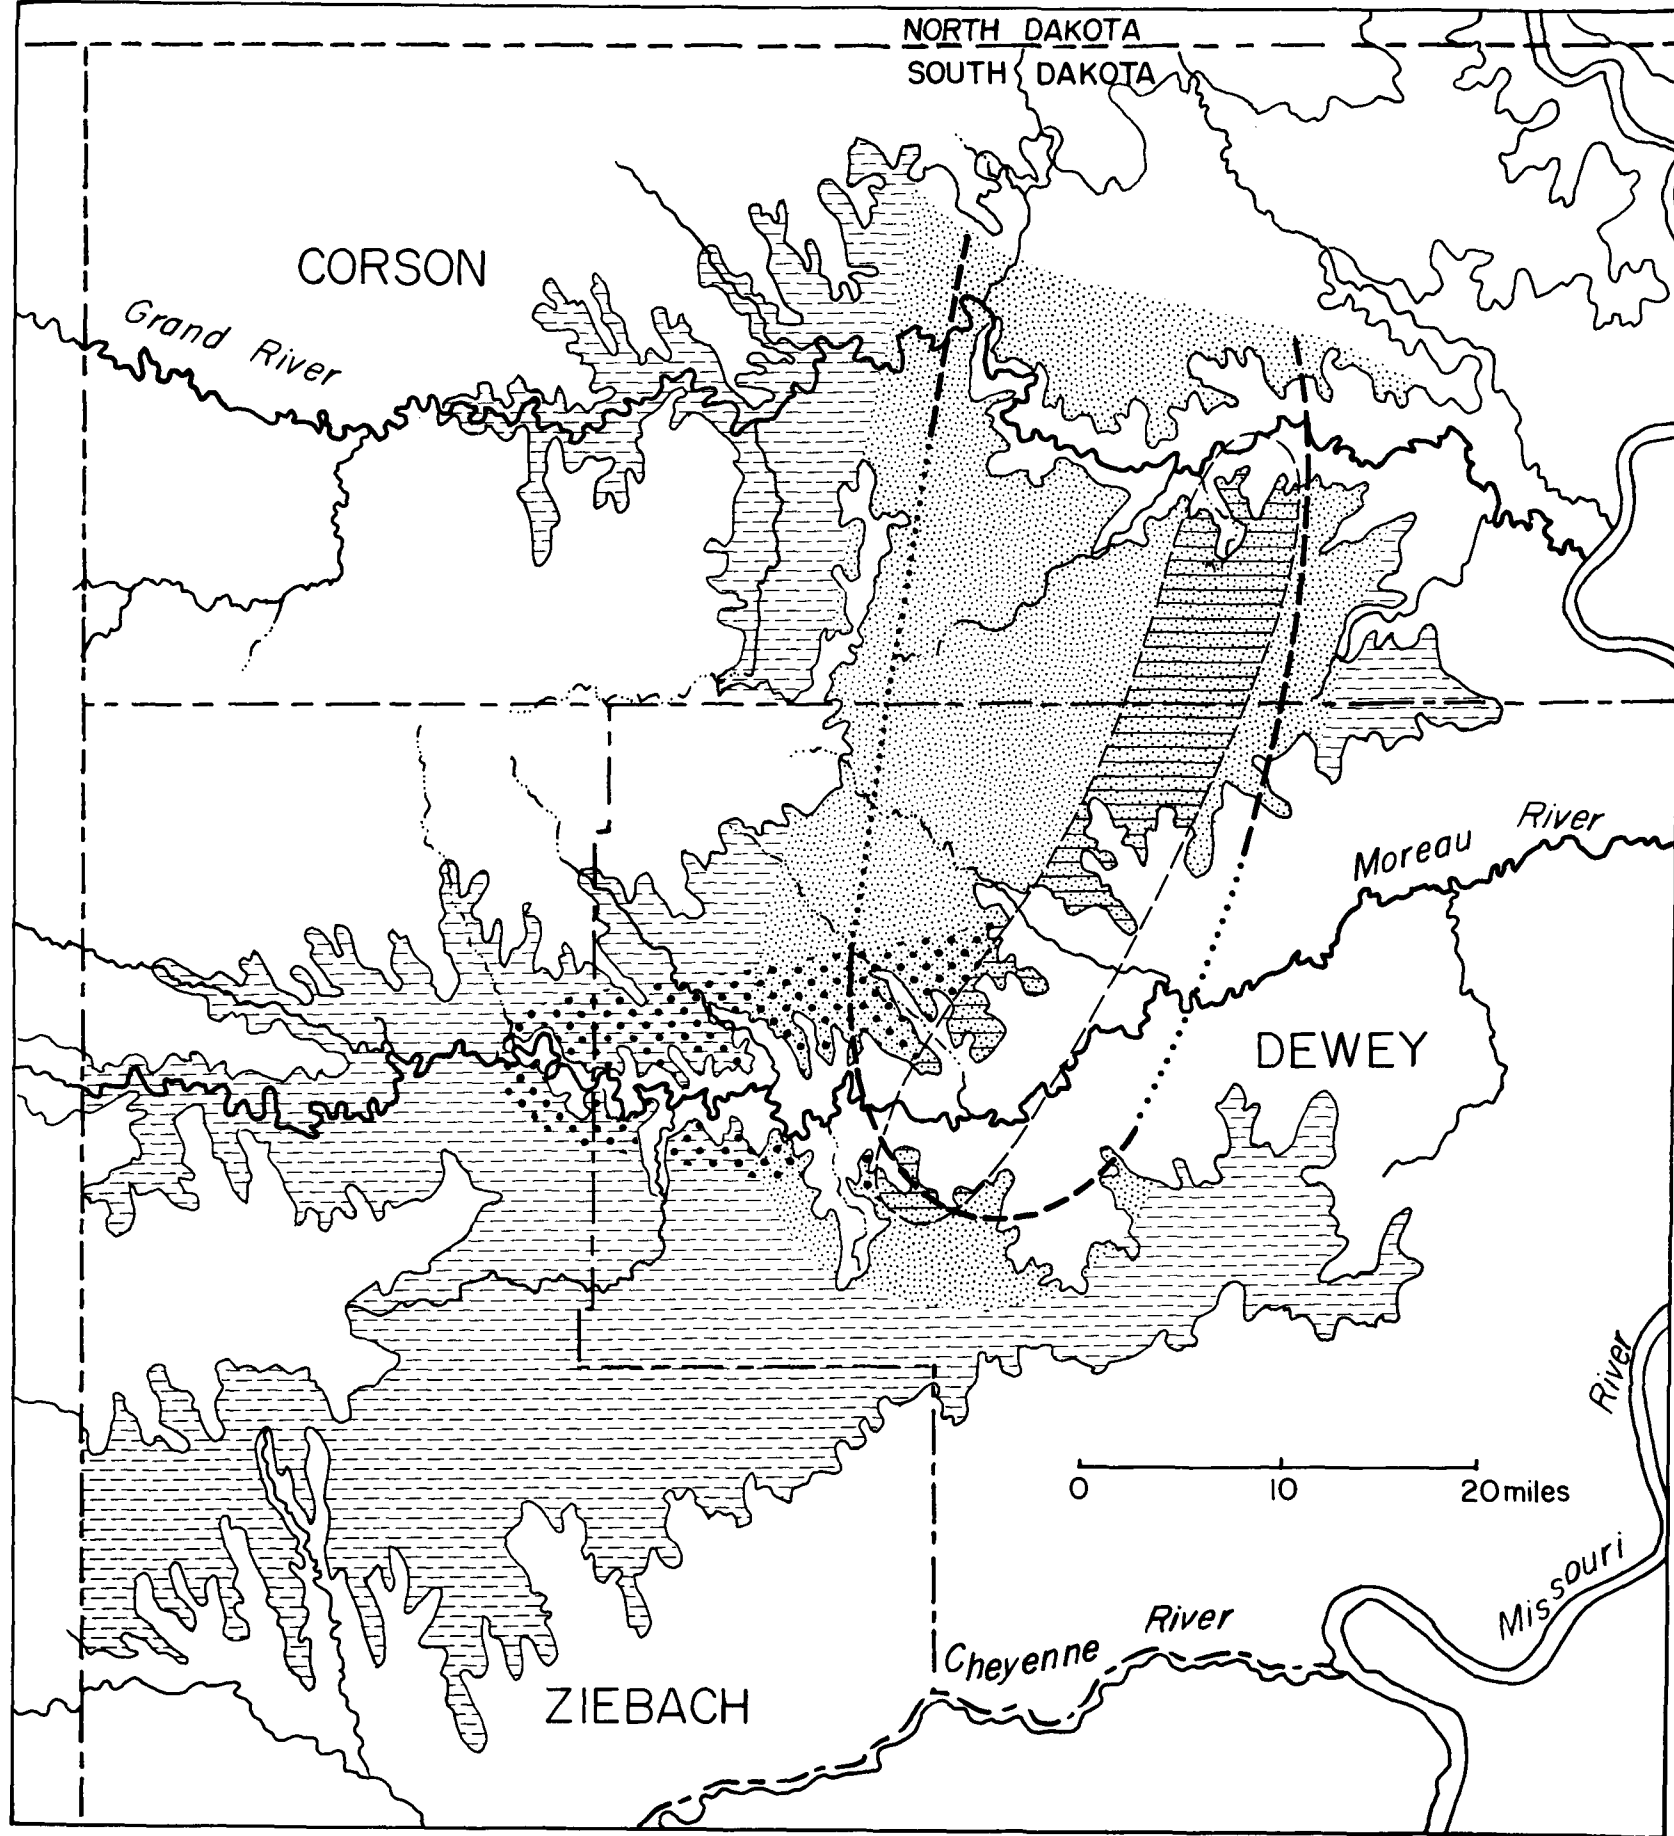 NORTH DAKOTA
SOUTH DAKOTA
CORSON
Grand River
Moreau River
DEWEY
River
0 10 20 miles
Missouri
River
Cheyenne
ZIEBACH